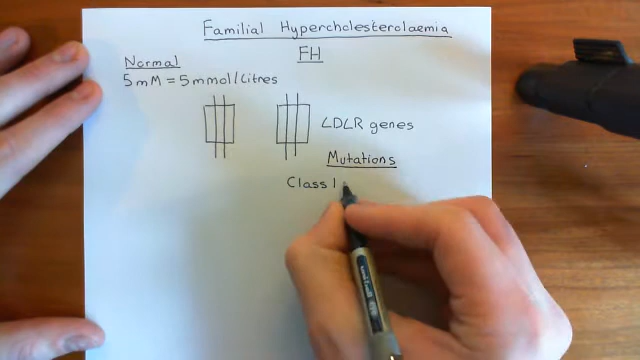 Familial Hypercholesterolaemia
FH
Normal
5mM = 5mmol/Litres
LDLR genes
Mutations
Class 1